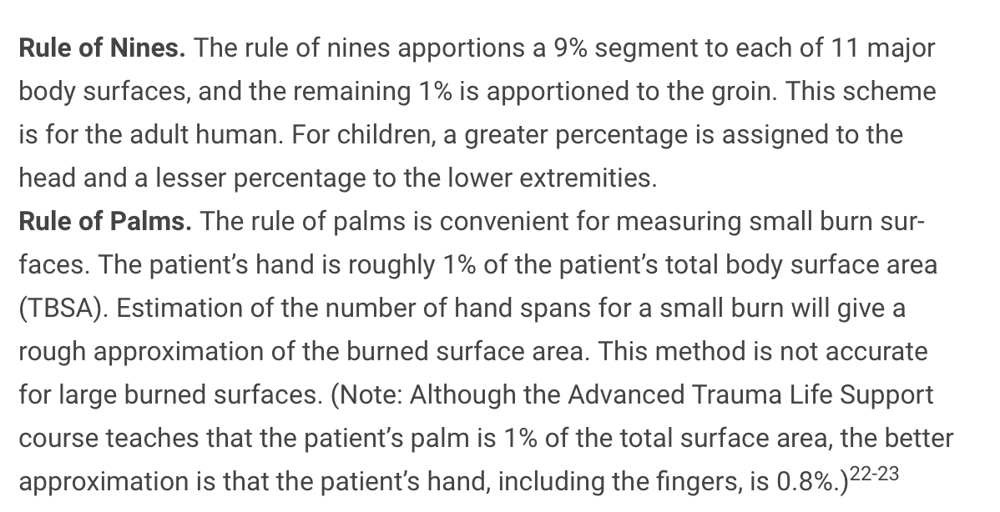 Rule of Nines. The rule of nines apportions a 9% segment to each of 11 major
body surfaces, and the remaining 1% is apportioned to the groin. This scheme
is for the adult human. For children, a greater percentage is assigned to the
head and a lesser percentage to the lower extremities.
Rule of Palms. The rule of palms is convenient for measuring small burn sur-
faces. The patient’s hand is roughly 1% of the patient’s total body surface area
(TBSA). Estimation of the number of hand spans for a small burn will give a
rough approximation of the burned surface area. This method is not accurate
for large burned surfaces. (Note: Although the Advanced Trauma Life Support
course teaches that the patient’s palm is 1% of the total surface area, the better
approximation is that the patient’s hand, including the fingers, is 0.8%.)22-23